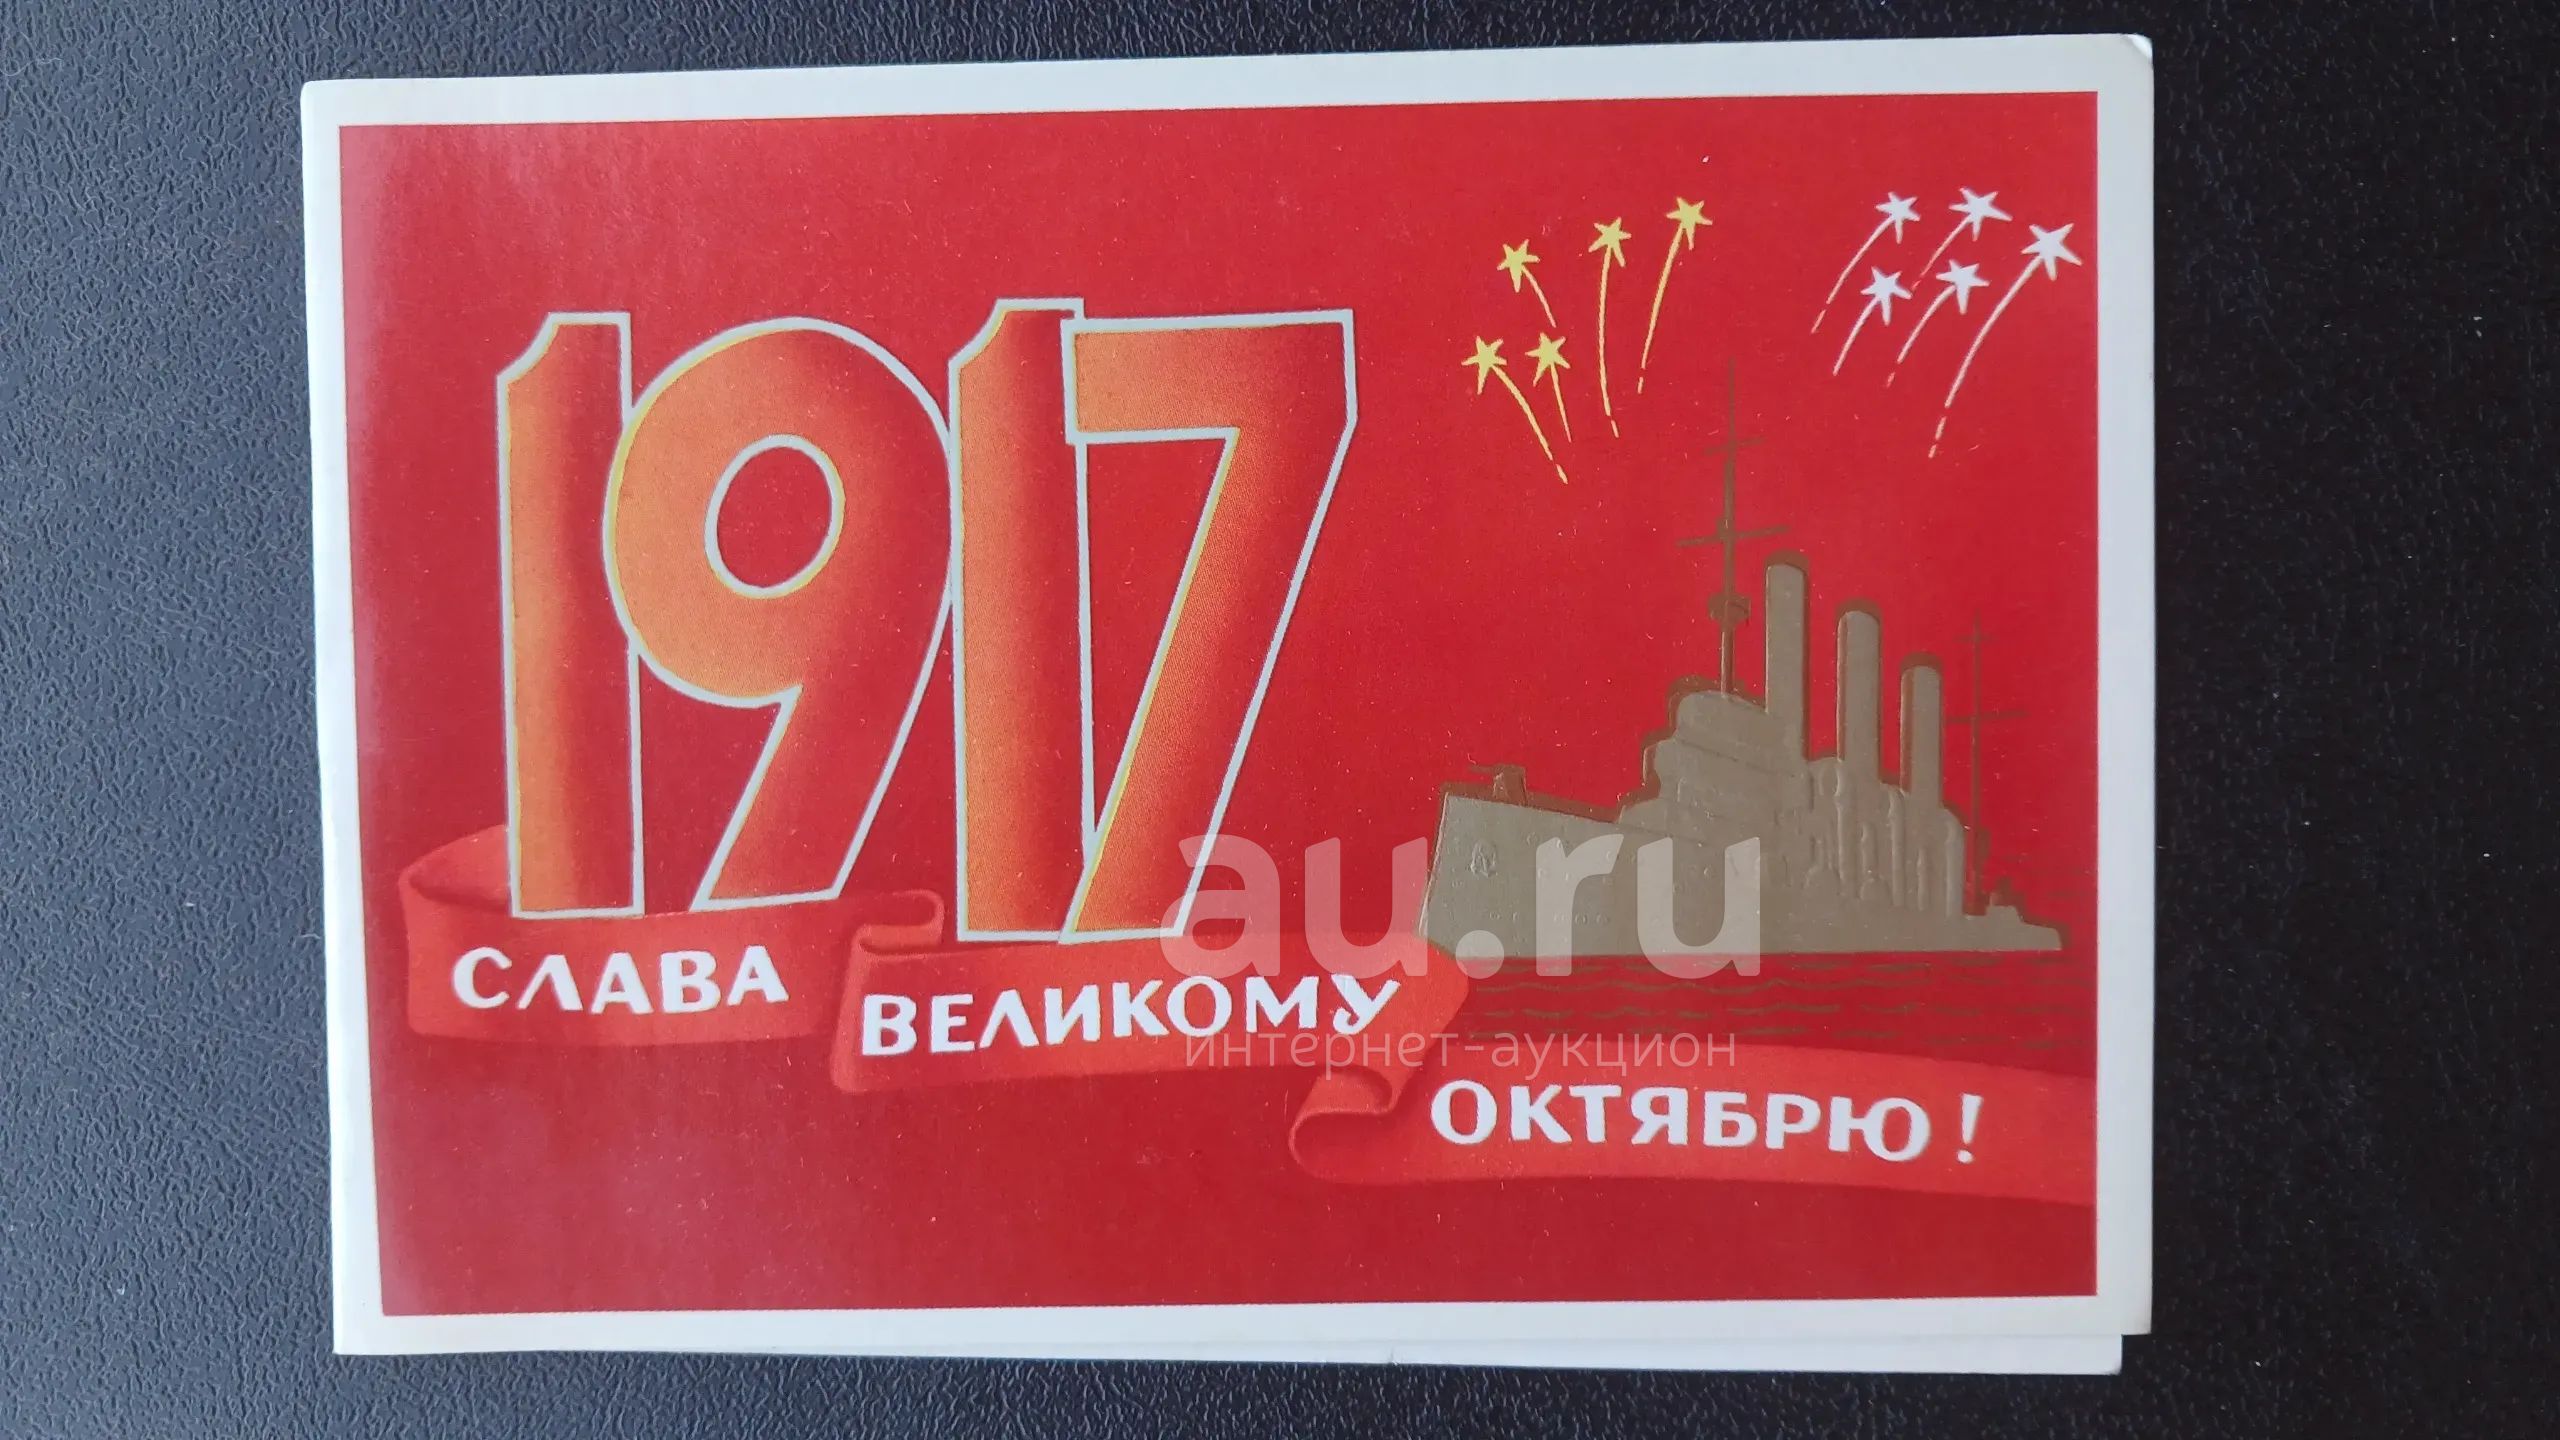 1917
СЛАВА
ВЕЛИКОМУ
ОКТЯБРЮ!
au.ru
интернет-аукцион